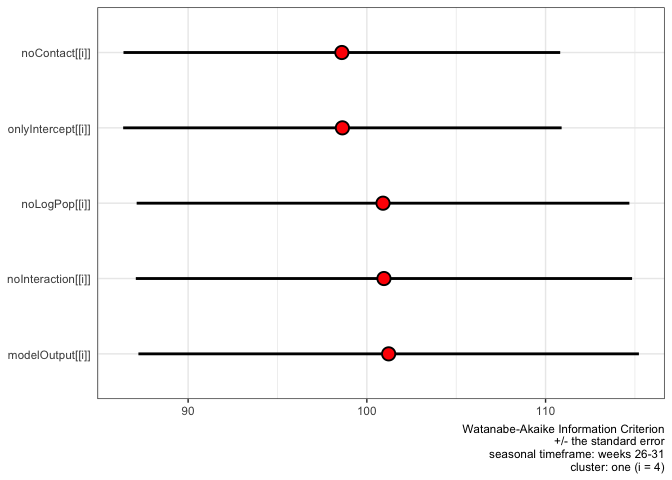 noContact[[i]]
onlyIntercept[[i]]
noLogPop[[i]]
noInteraction[[i]]
modelOutput[[i]]
90 100 110
Watanabe-Akaike Information Criterion
+/- the standard error
seasonal timeframe: weeks 26-31
cluster: one (i = 4)